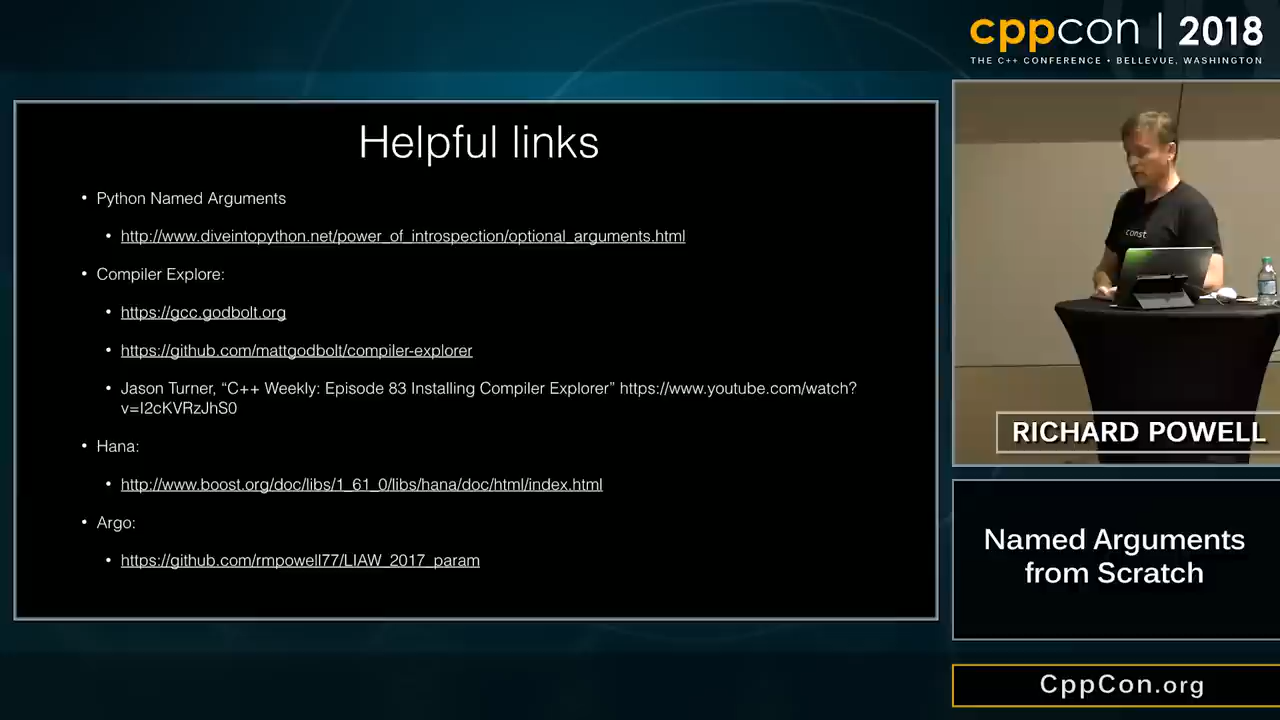 cppcon | 2018
THE C++ CONFERENCE • BELLEVUE, WASHINGTON
Helpful links
• Python Named Arguments
• http://www.diveintopython.net/power_of_introspection/optional_arguments.html
• Compiler Explore:
• https://gcc.godbolt.org
• https://github.com/mattgodbolt/compiler-explorer
• Jason Turner, “C++ Weekly: Episode 83 Installing Compiler Explorer” https://www.youtube.com/watch?
v=I2cKVRzJhS0
• Hana:
• http://www.boost.org/doc/libs/1_61_0/libs/hana/doc/html/index.html
• Argo:
• https://github.com/rmpowell77/LIAW_2017_param
const
RICHARD POWELL
Named Arguments
from Scratch
CppCon.org